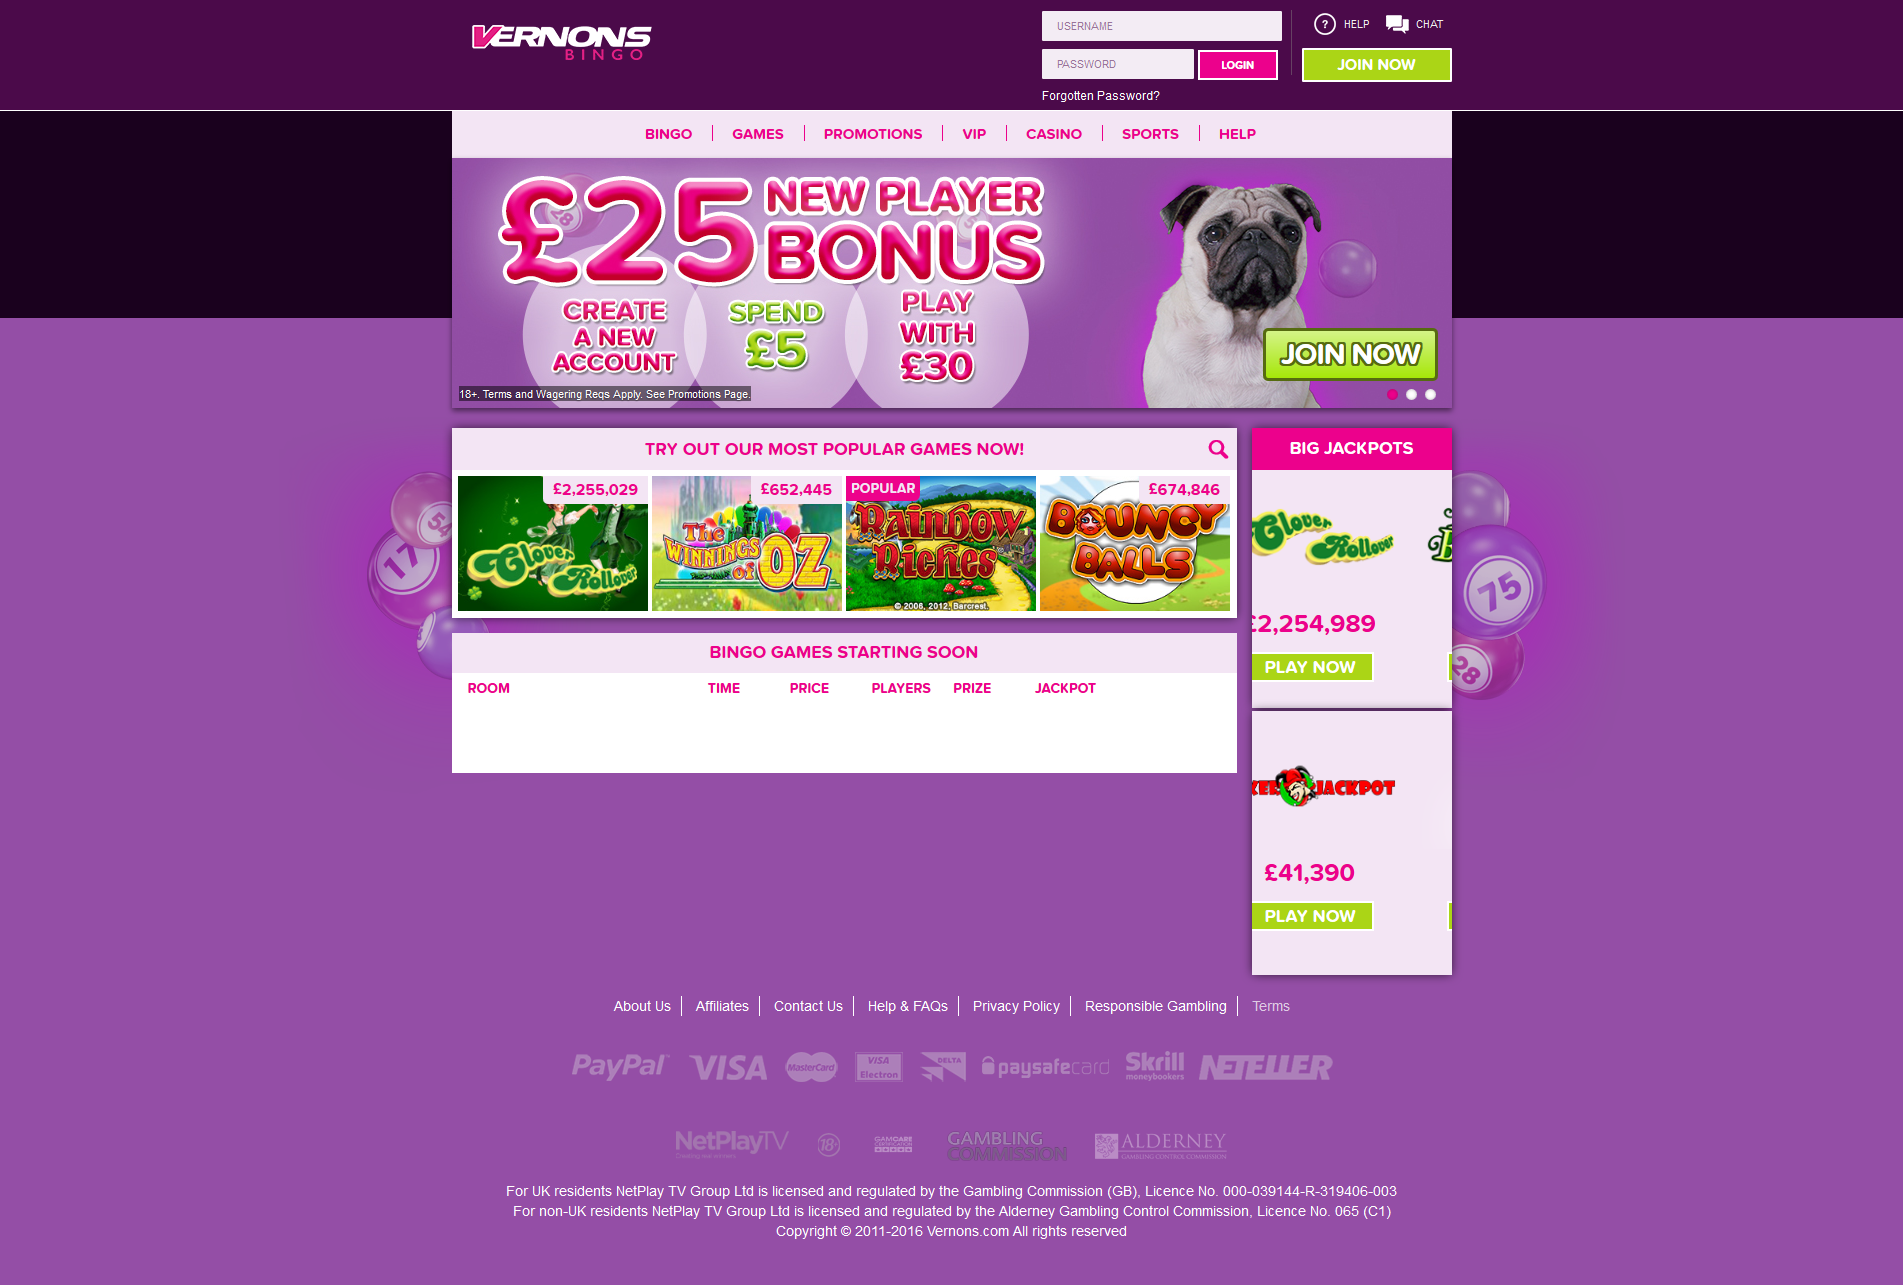 VERNONS
BINGO
USERNAME
PASSWORD
LOGIN
Forgotten Password?
? HELP
CHAT
JOIN NOW
BINGO
GAMES
PROMOTIONS
VIP
CASINO
SPORTS
HELP
£25
NEW PLAYER
BONUS
CREATE
A NEW
ACCOUNT
SPEND
£5
PLAY
WITH
£30
JOIN NOW
28
18+. Terms and Wagering Reqs Apply. See Promotions Page.
TRY OUT OUR MOST POPULAR GAMES NOW!
£2,255,029
Clover
Rollover
£652,445
The
WINNINGS
of OZ
POPULAR
Rainbow
Riches
© 2006, 2012, Barcrest.
£674,846
BOUNCY
BALLS
BIG JACKPOTS
Clover
Rollover
£2,254,989
PLAY NOW
KER JACKPOT
£41,390
PLAY NOW
54
17
75
28
BINGO GAMES STARTING SOON
ROOM
TIME
PRICE
PLAYERS
PRIZE
JACKPOT
About Us
Affiliates
Contact Us
Help & FAQs
Privacy Policy
Responsible Gambling
Terms
PayPal
VISA
MasterCard
VISA
Electron
DELTA
paysafecard
Skrill
moneybookers
NETELLER
NetPlayTV
18+
GAMCARE
CERTIFICATION
GAMBLING
COMMISSION
ALDERNEY
GAMBLING CONTROL COMMISSION
For UK residents NetPlay TV Group Ltd is licensed and regulated by the Gambling Commission (GB), Licence No. 000-039144-R-319406-003
For non-UK residents NetPlay TV Group Ltd is licensed and regulated by the Alderney Gambling Control Commission, Licence No. 065 (C1)
Copyright © 2011-2016 Vernons.com All rights reserved